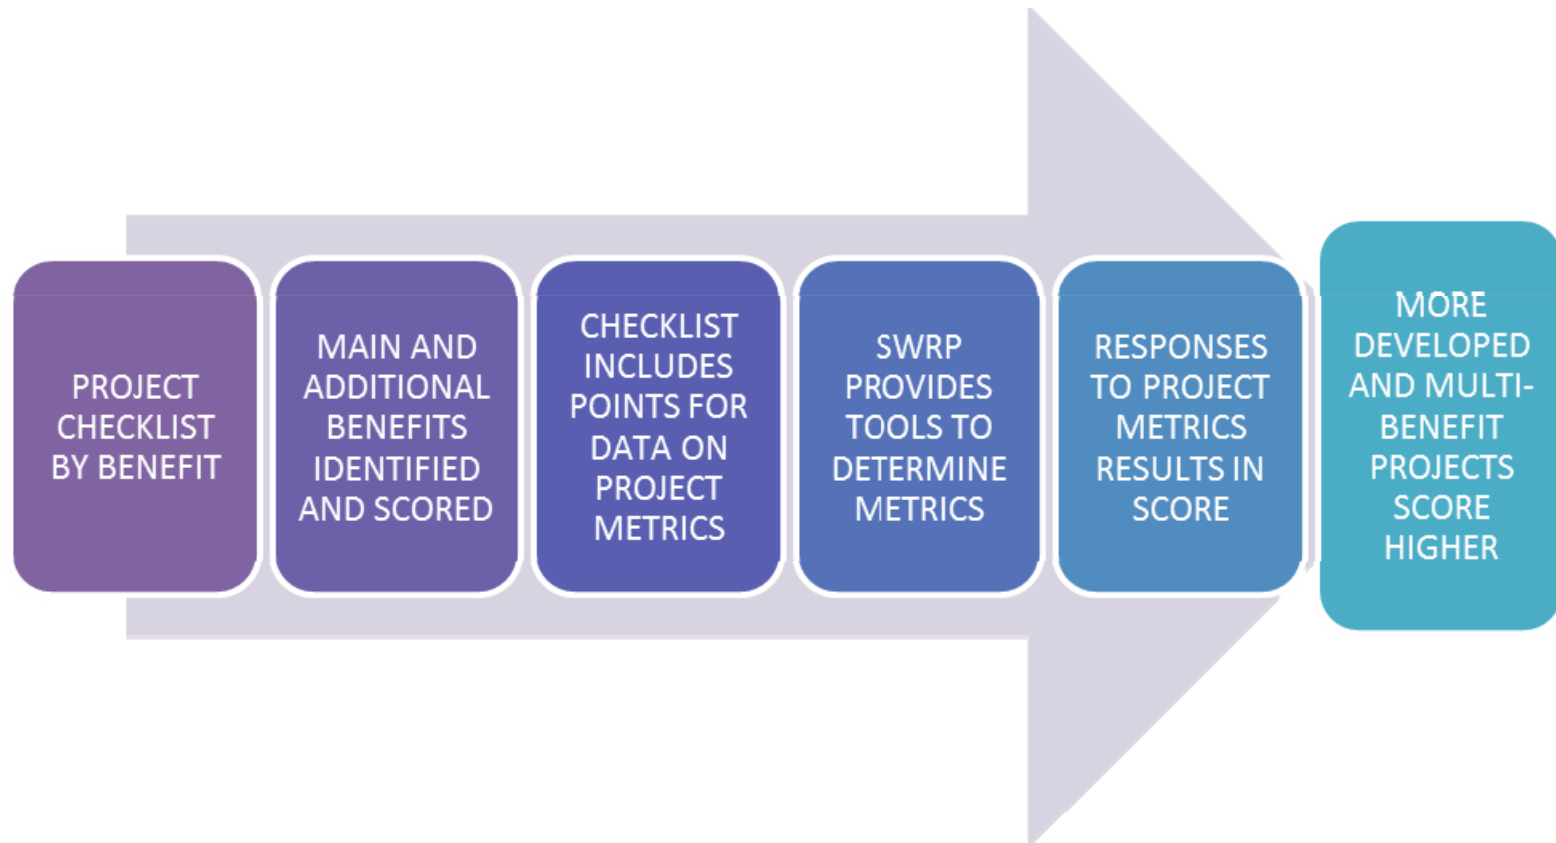 PROJECT
CHECKLIST
BY BENEFIT
MAIN AND
ADDITIONAL
BENEFITS
IDENTIFIED
AND SCORED
CHECKLIST
INCLUDES
POINTS FOR
DATA ON
PROJECT
METRICS
SWRP
PROVIDES
TOOLS TO
DETERMINE
METRICS
RESPONSES
TO PROJECT
METRICS
RESULTS IN
SCORE
MORE
DEVELOPED
AND MULTI-
BENEFIT
PROJECTS
SCORE
HIGHER